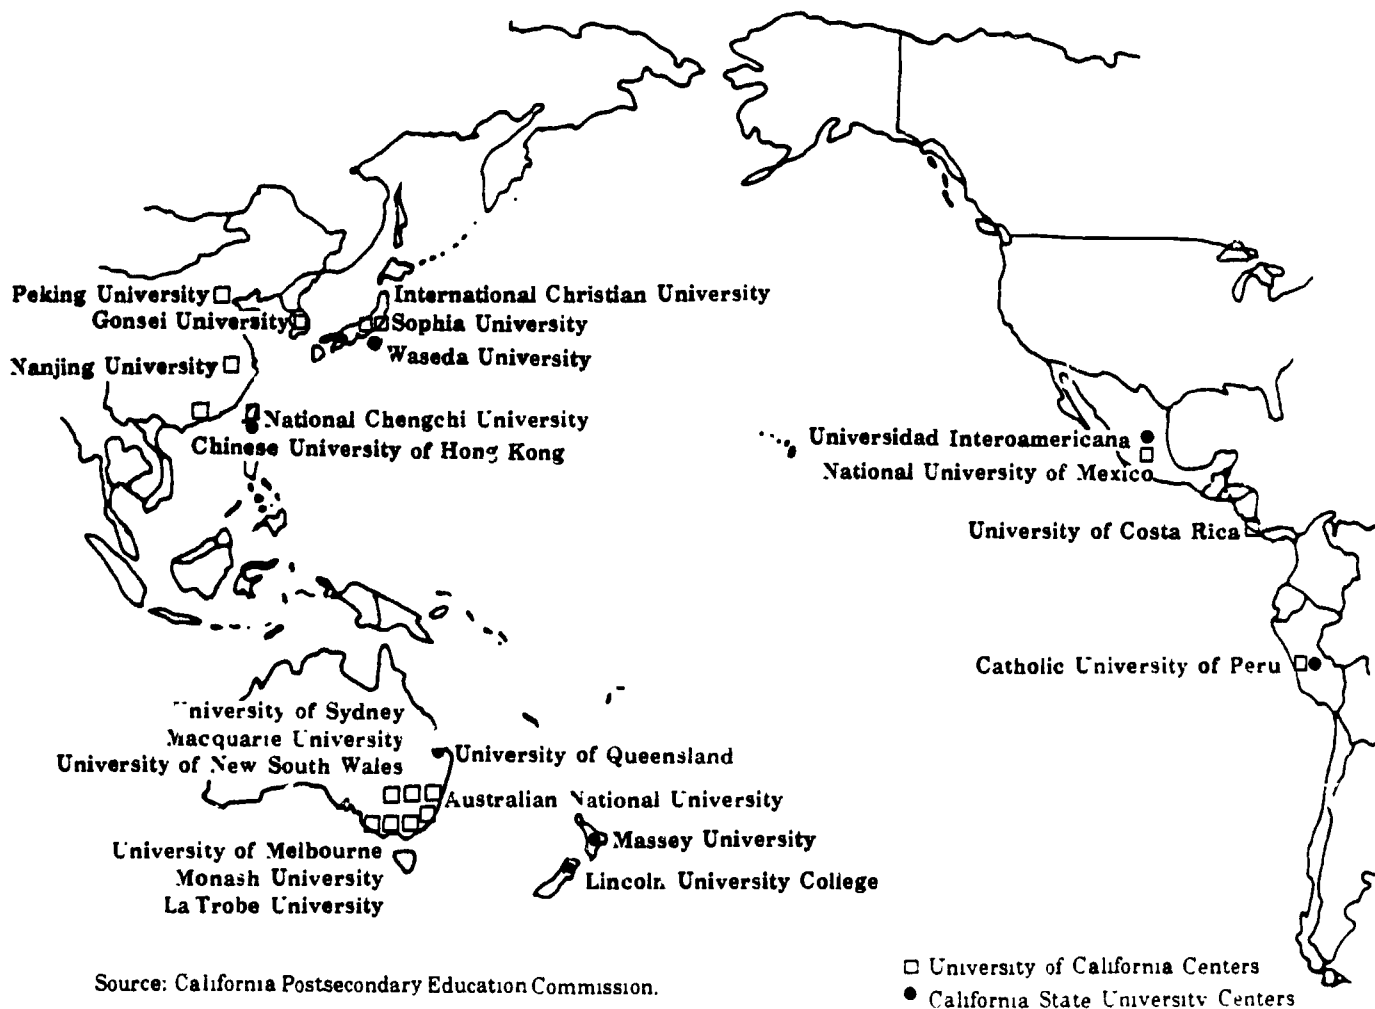 Peking University
International Christian University
Gonsei University
Sophia University
Waseda University
Nanjing University
National Chengchi University
Chinese University of Hong Kong
Universidad Interoamericana
National University of Mexico
University of Costa Rica
Catholic University of Peru
University of Sydney
Macquarie University
University of New South Wales
University of Queensland
Australian National University
Massey University
University of Melbourne
Monash University
La Trobe University
Lincoln University College
Source: California Postsecondary Education Commission.
University of California Centers
California State University Centers